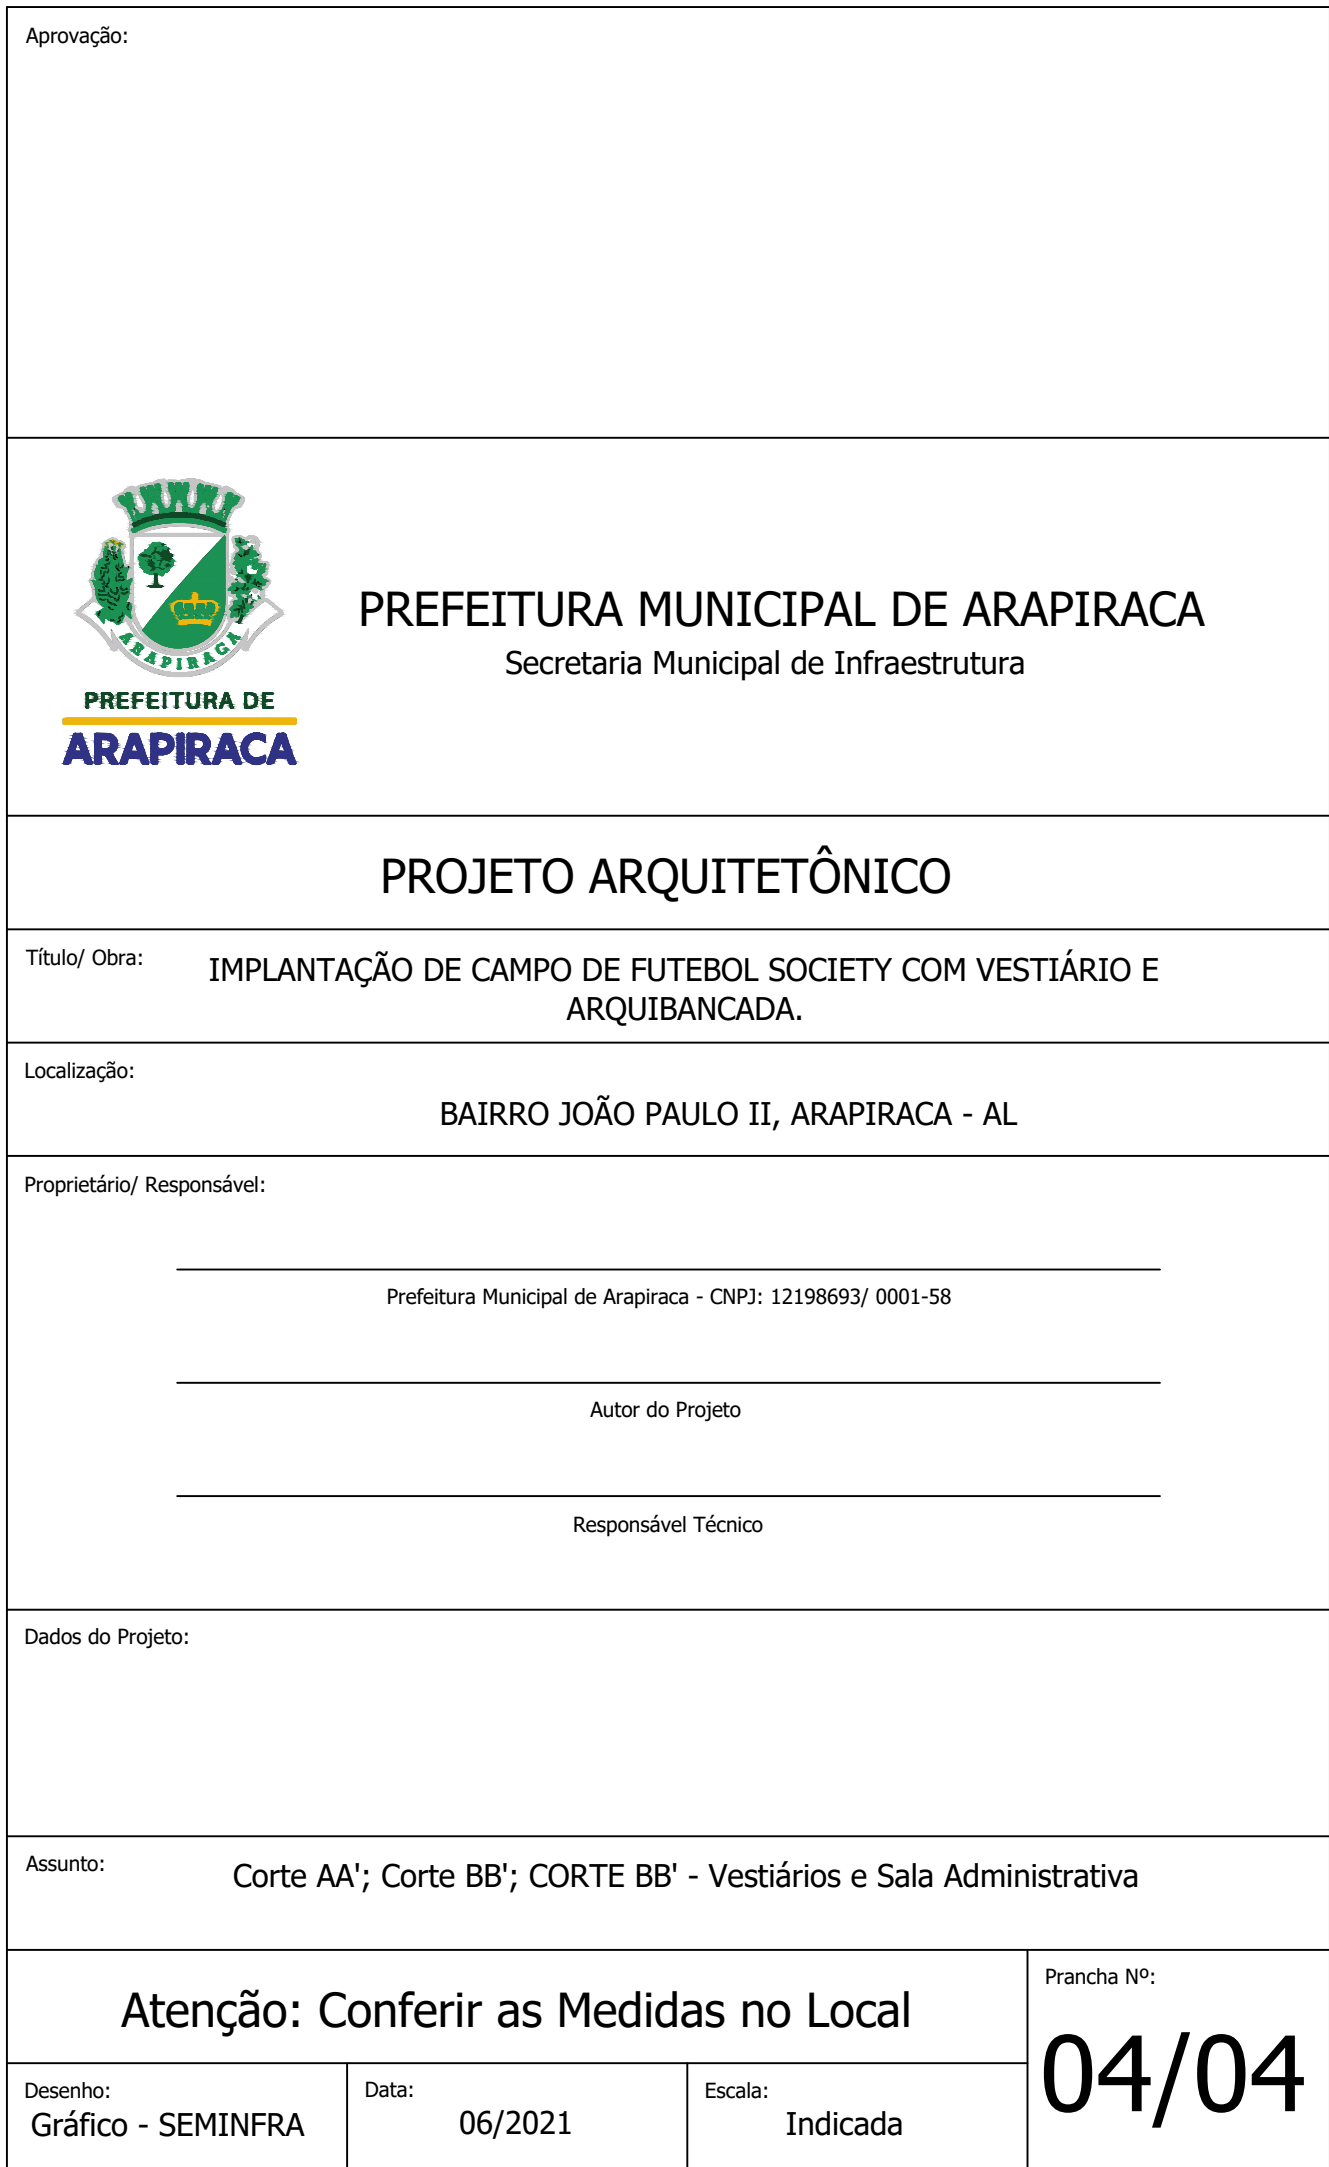 Aprovação:
ARAPIRACA
PREFEITURA DE
ARAPIRACA
PREFEITURA MUNICIPAL DE ARAPIRACA
Secretaria Municipal de Infraestrutura
PROJETO ARQUITETÔNICO
Título/ Obra:
IMPLANTAÇÃO DE CAMPO DE FUTEBOL SOCIETY COM VESTIÁRIO E
ARQUIBANCADA.
Localização:
BAIRRO JOÃO PAULO II, ARAPIRACA - AL
Proprietário/ Responsável:
Prefeitura Municipal de Arapiraca - CNPJ: 12198693/ 0001-58
Autor do Projeto
Responsável Técnico
Dados do Projeto:
Assunto:
Corte AA'; Corte BB'; CORTE BB' - Vestiários e Sala Administrativa
Atenção: Conferir as Medidas no Local
Prancha Nº:
04/04
Desenho:
Gráfico - SEMINFRA
Data:
06/2021
Escala:
Indicada